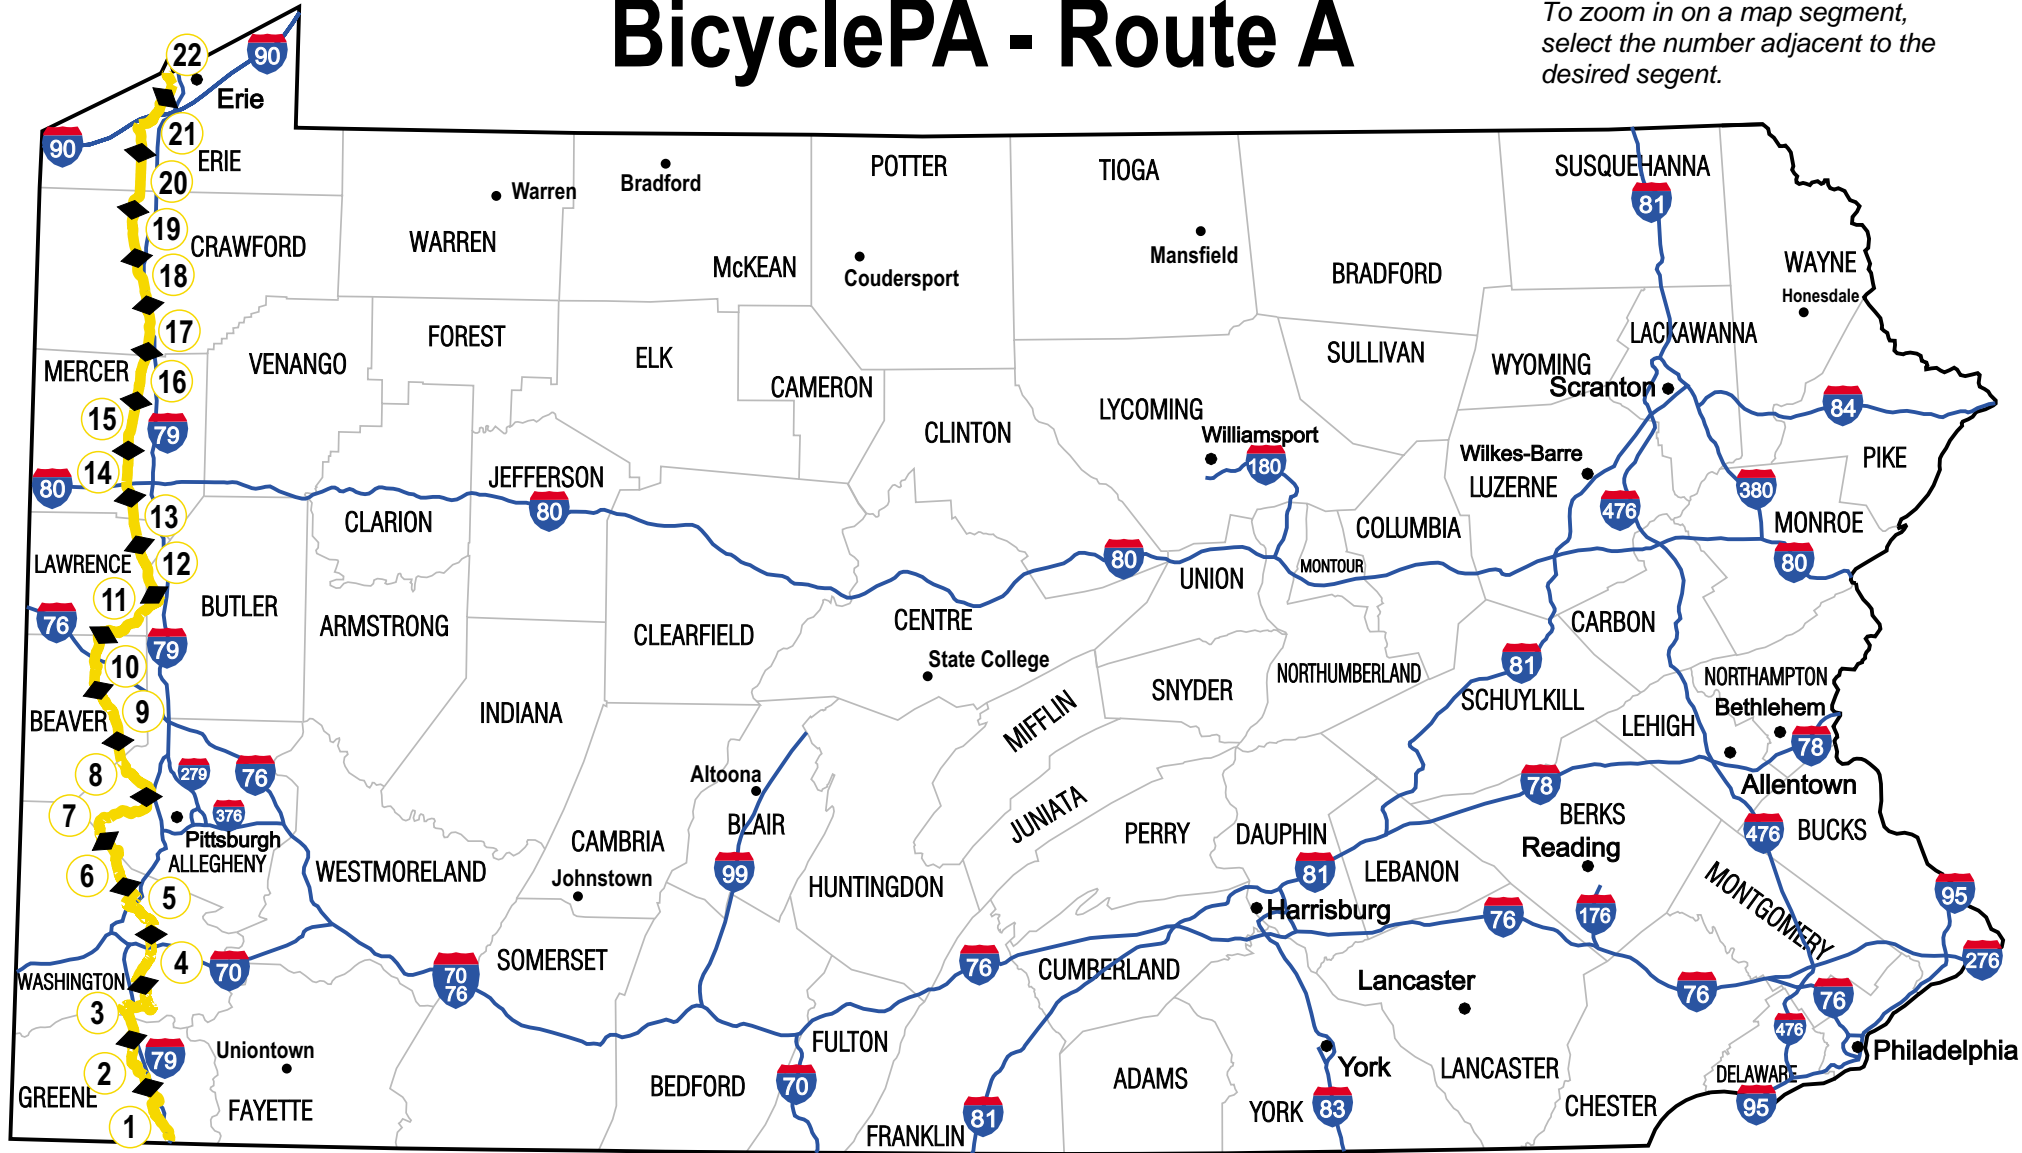 BicyclePA - Route A
To zoom in on a map segment,
select the number adjacent to the
desired segent.
22
90
Erie
90
21
ERIE
20
19
CRAWFORD
18
17
MERCER
16
15
79
14
80
13
LAWRENCE
12
11
76
79
10
BEAVER
9
8
279
76
7
376
Pittsburgh
ALLEGHENY
6
5
4
70
WASHINGTON
3
79
2
GREENE
1
Uniontown
FAYETTE
Warren
WARREN
Bradford
McKEAN
POTTER
Coudersport
TIOGA
Mansfield
BRADFORD
SUSQUEHANNA
81
WAYNE
Honesdale
VENANGO
FOREST
ELK
CAMERON
SULLIVAN
WYOMING
LACKAWANNA
Scranton
84
PIKE
CLINTON
LYCOMING
Williamsport
180
Wilkes-Barre
LUZERNE
476
380
MONROE
80
JEFFERSON
80
CLARION
COLUMBIA
80
UNION
MONTOUR
BUTLER
ARMSTRONG
CLEARFIELD
CENTRE
State College
CARBON
81
NORTHUMBERLAND
SNYDER
MIFFLIN
SCHUYLKILL
NORTHAMPTON
Bethlehem
LEHIGH
78
Allentown
INDIANA
Altoona
BLAIR
JUNIATA
PERRY
DAUPHIN
78
BERKS
Reading
476
BUCKS
CAMBRIA
Johnstown
99
HUNTINGDON
WESTMORELAND
81
LEBANON
Harrisburg
76
176
MONTGOMERY
95
276
SOMERSET
70
76
76
CUMBERLAND
Lancaster
76
76
476
Philadelphia
DELAWARE
95
CHESTER
LANCASTER
York
YORK
83
ADAMS
FULTON
BEDFORD
70
FRANKLIN
81